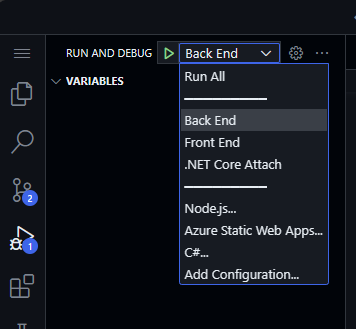 RUN AND DEBUG
Back End
VARIABLES
Run All
Back End
Front End
.NET Core Attach
Node.js...
Azure Static Web Apps...
C#...
Add Configuration...
2
1